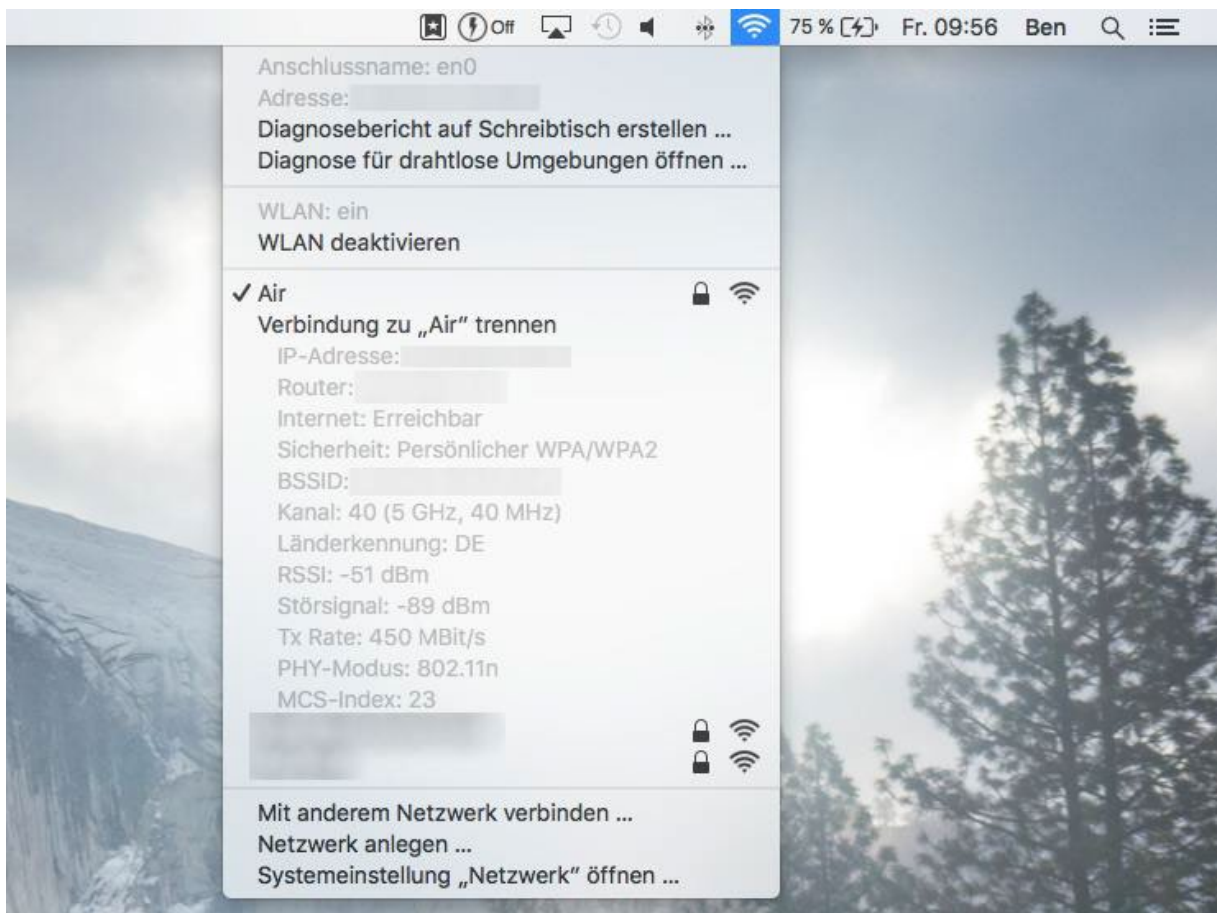 Off 75 % Fr. 09:56 Ben
Anschlussname: en0
Adresse:
Diagnosebericht auf Schreibtisch erstellen ...
Diagnose für drahtlose Umgebungen öffnen ...
WLAN: ein
WLAN deaktivieren
Air
Verbindung zu „Air” trennen
IP-Adresse:
Router:
Internet: Erreichbar
Sicherheit: Persönlicher WPA/WPA2
BSSID:
Kanal: 40 (5 GHz, 40 MHz)
Länderkennung: DE
RSSI: -51 dBm
Störsignal: -89 dBm
Tx Rate: 450 MBit/s
PHY-Modus: 802.11n
MCS-Index: 23
Mit anderem Netzwerk verbinden ...
Netzwerk anlegen ...
Systemeinstellung „Netzwerk” öffnen ...